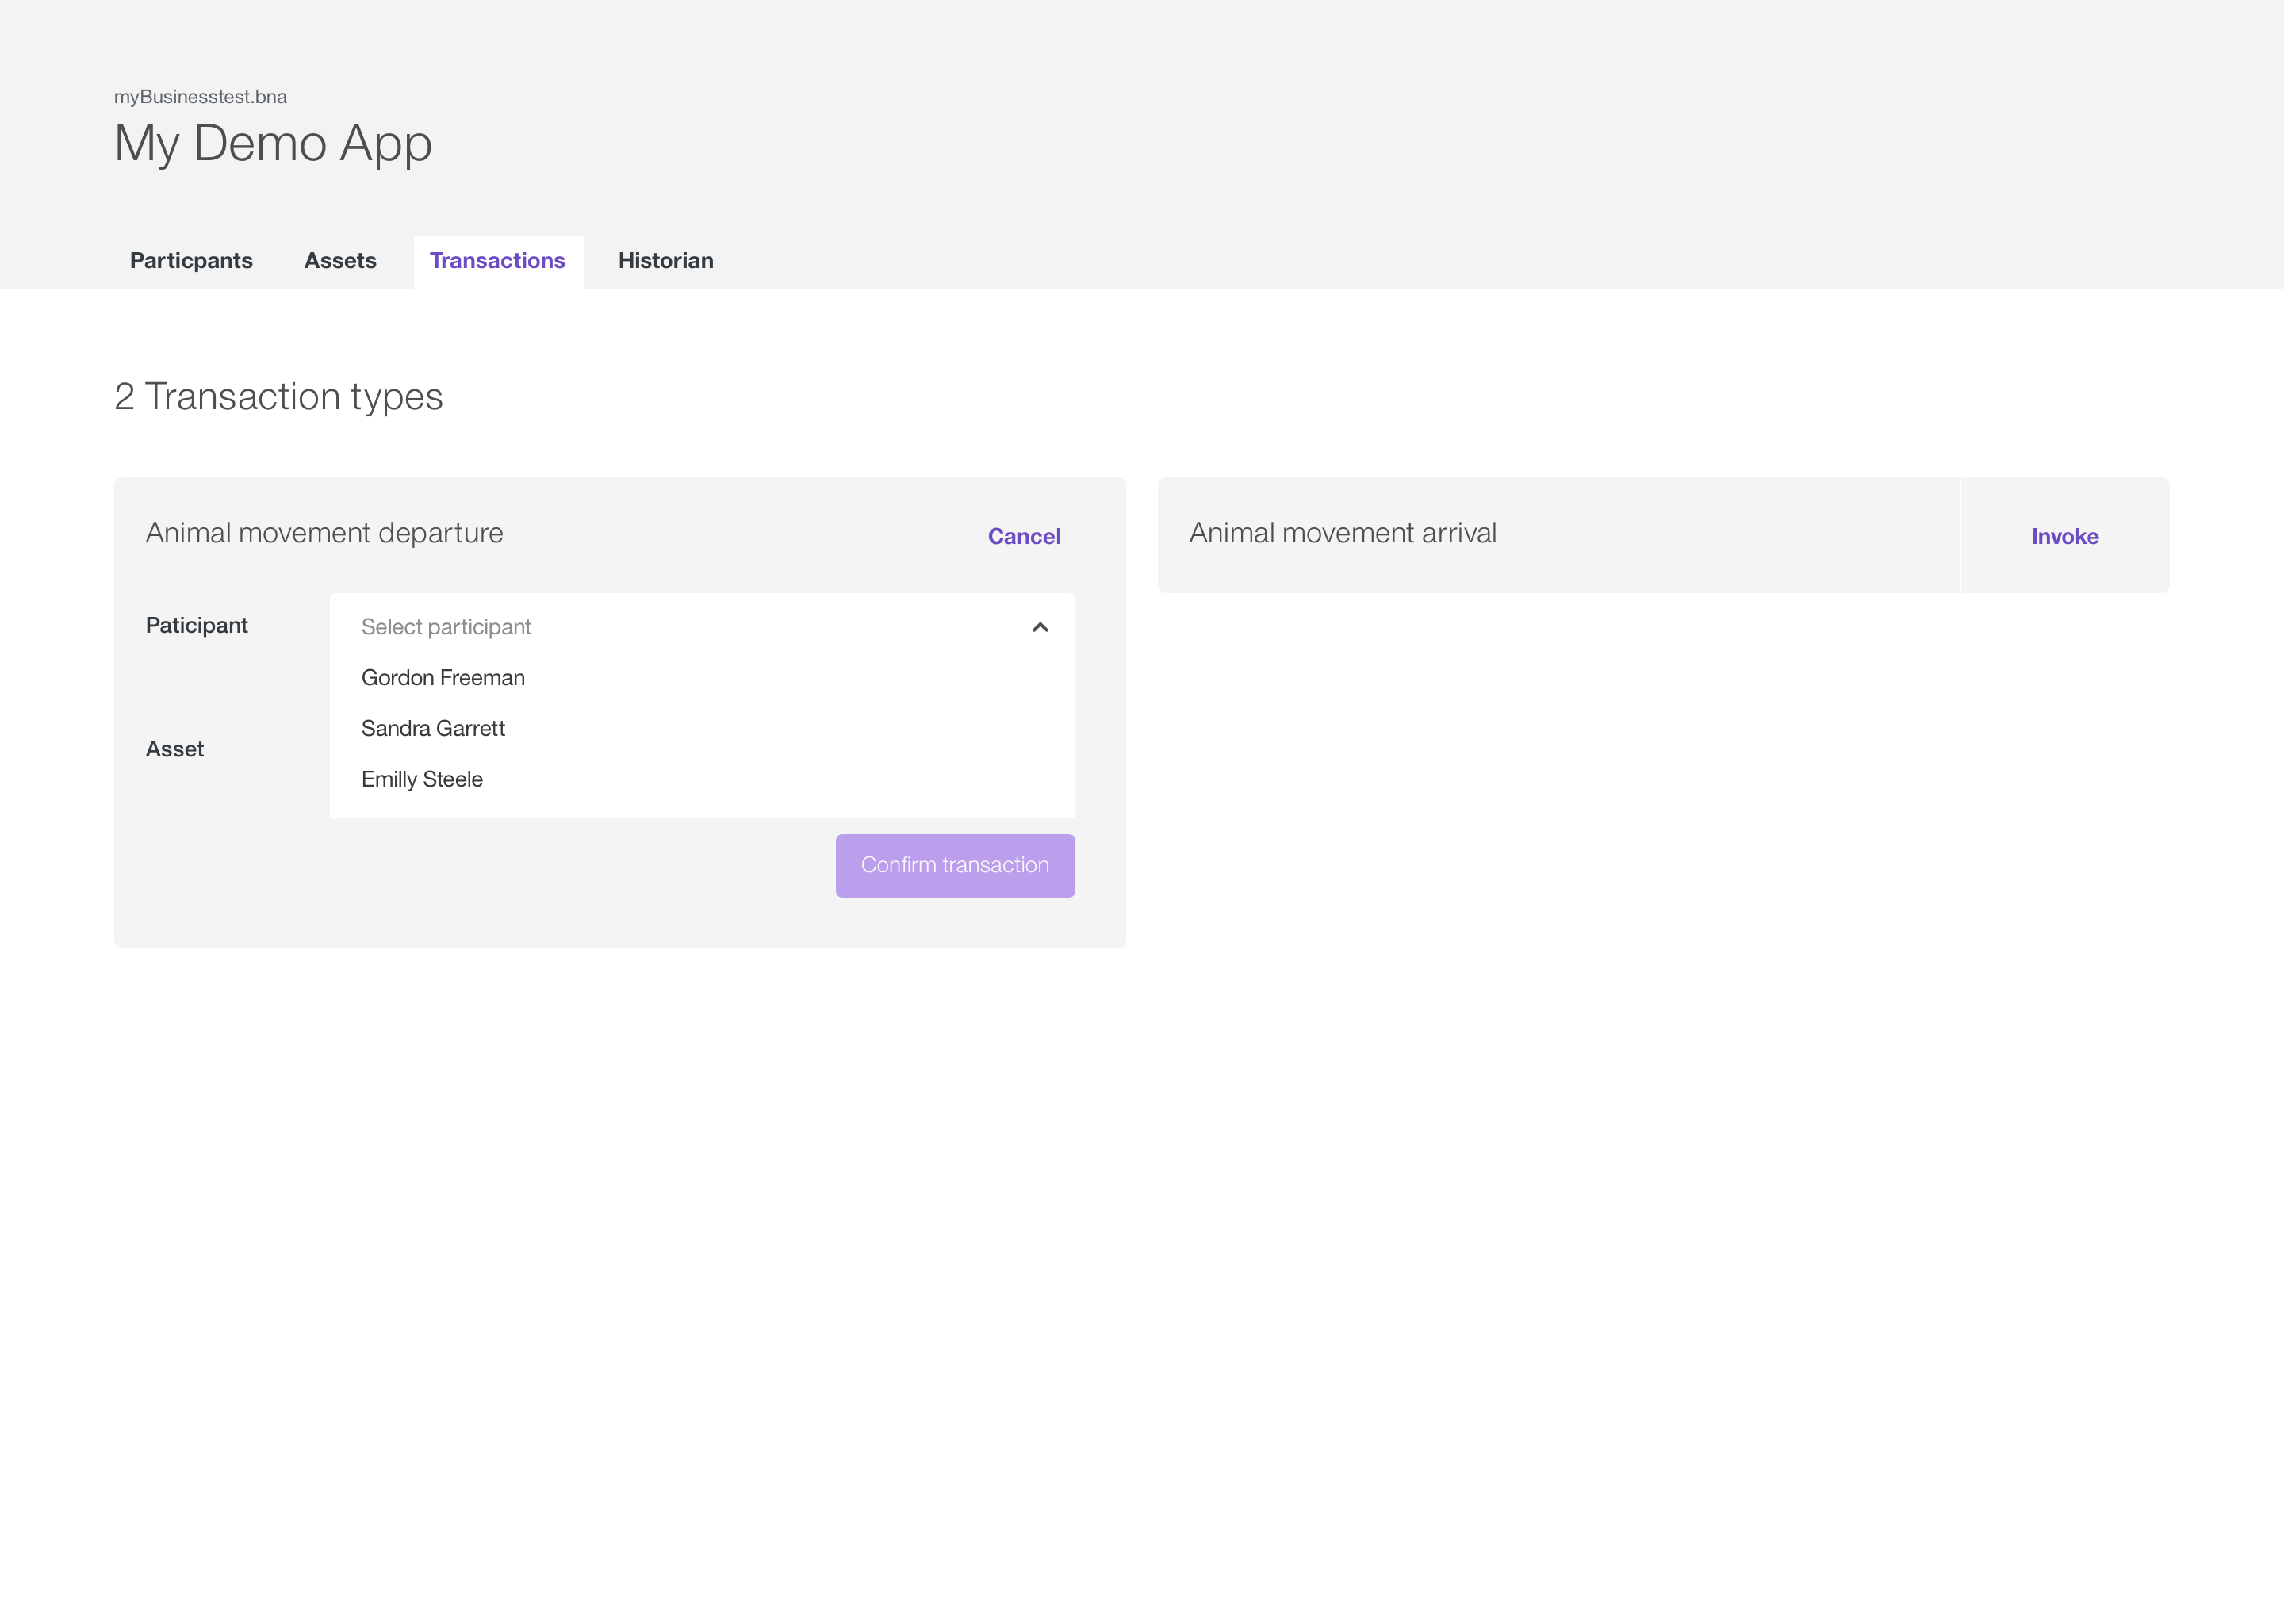 myBusinesstest.bna
My Demo App
Particpants Assets Transactions Historian
2 Transaction types
Animal movement departure Cancel
Paticipant Select participant
Gordon Freeman
Sandra Garrett
Asset
Emilly Steele
Confirm transaction
Animal movement arrival Invoke